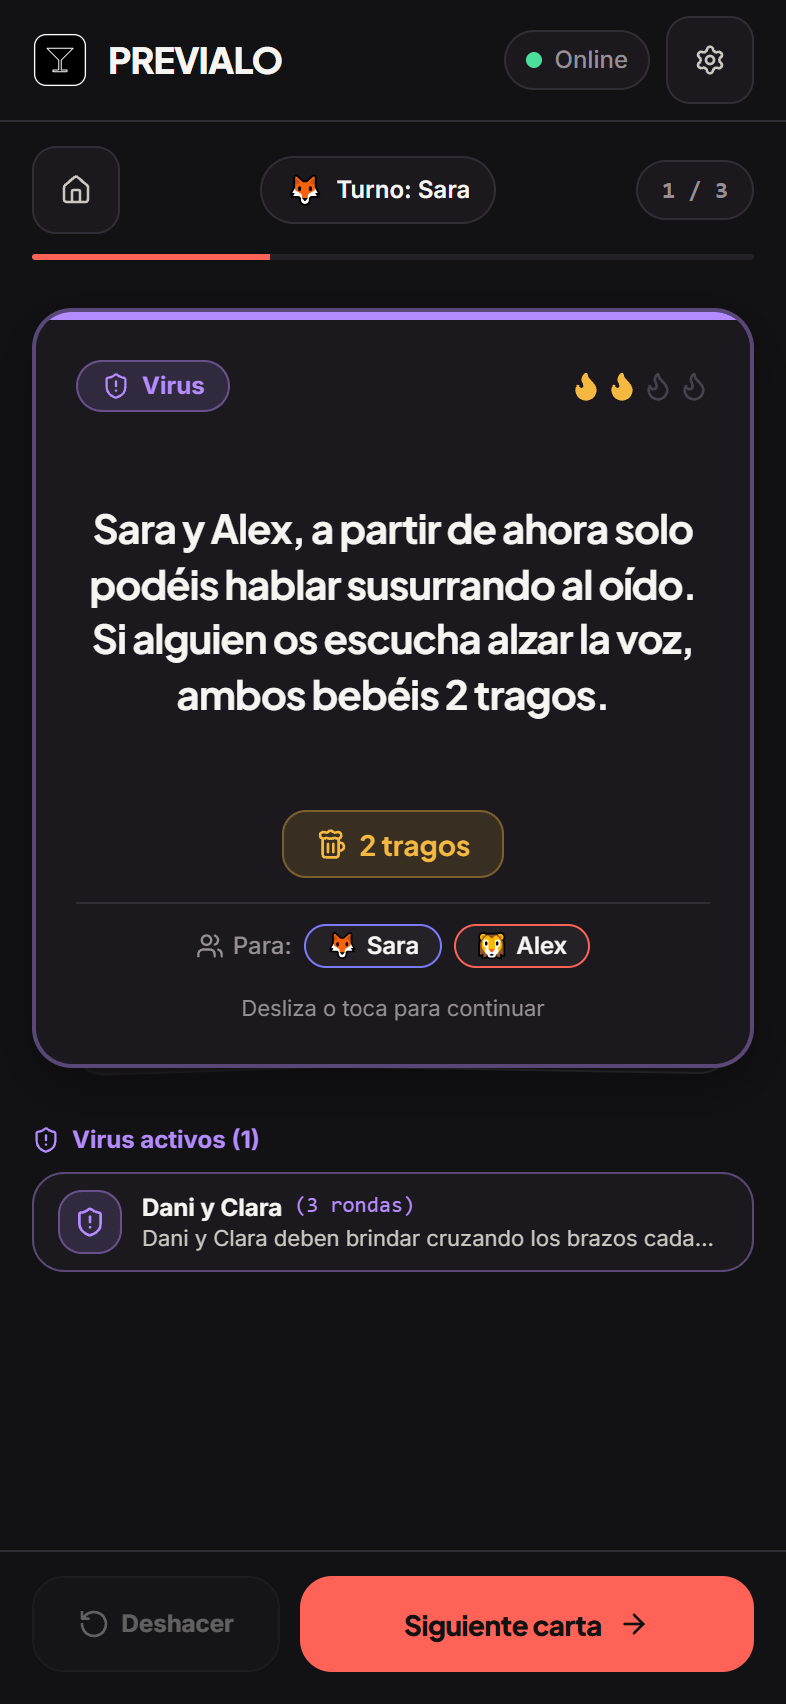 PREVIALO
Online
Turno: Sara
1 / 3
Virus
Sara y Alex, a partir de ahora solo
podéis hablar susurrando al oído.
Si alguien os escucha alzar la voz,
ambos bebéis 2 tragos.
2 tragos
Para: Sara Alex
Desliza o toca para continuar
Virus activos (1)
Dani y Clara (3 rondas)
Dani y Clara deben brindar cruzando los brazos cada...
Deshacer
Siguiente carta